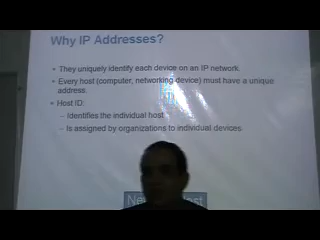 Why IP Addresses?
• They uniquely identify each device on an IP network.
• Every host (computer, networking device) must have a unique
address.
• Host ID:
– Identifies the individual host
– Is assigned by organizations to individual devices